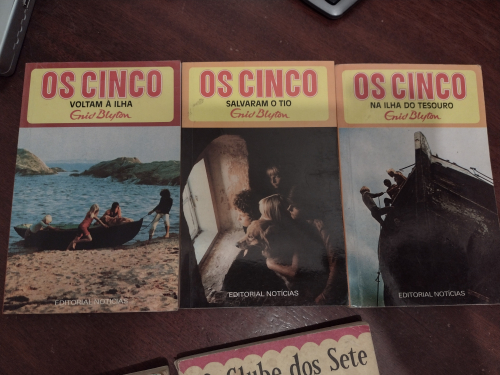 OS CINCO
VOLTAM À ILHA
Enid Blyton
EDITORIAL NOTÍCIAS
OS CINCO
SALVARAM O TIO
Enid Blyton
EDITORIAL NOTÍCIAS
OS CINCO
NA ILHA DO TESOURO
Enid Blyton
EDITORIAL NOTÍCIAS
Clube dos Sete